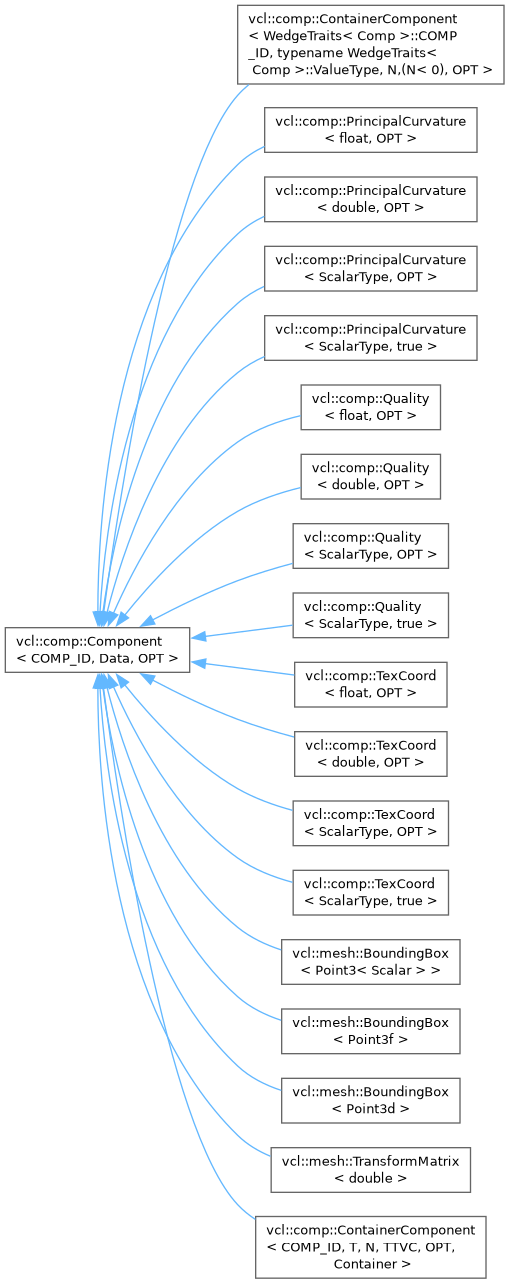 vcl::comp::ContainerComponent
< WedgeTraits< Comp >::COMP
_ID, typename WedgeTraits<
Comp >::ValueType, N,(N< 0), OPT >
vcl::comp::PrincipalCurvature
< float, OPT >
vcl::comp::PrincipalCurvature
< double, OPT >
vcl::comp::PrincipalCurvature
< ScalarType, OPT >
vcl::comp::PrincipalCurvature
< ScalarType, true >
vcl::comp::Quality
< float, OPT >
vcl::comp::Quality
< double, OPT >
vcl::comp::Quality
< ScalarType, OPT >
vcl::comp::Quality
< ScalarType, true >
vcl::comp::Component
< COMP_ID, Data, OPT >
vcl::comp::TexCoord
< float, OPT >
vcl::comp::TexCoord
< double, OPT >
vcl::comp::TexCoord
< ScalarType, OPT >
vcl::comp::TexCoord
< ScalarType, true >
vcl::mesh::BoundingBox
< Point3< Scalar > >
vcl::mesh::BoundingBox
< Point3f >
vcl::mesh::BoundingBox
< Point3d >
vcl::mesh::TransformMatrix
< double >
vcl::comp::ContainerComponent
< COMP_ID, T, N, TTVC, OPT,
Container >